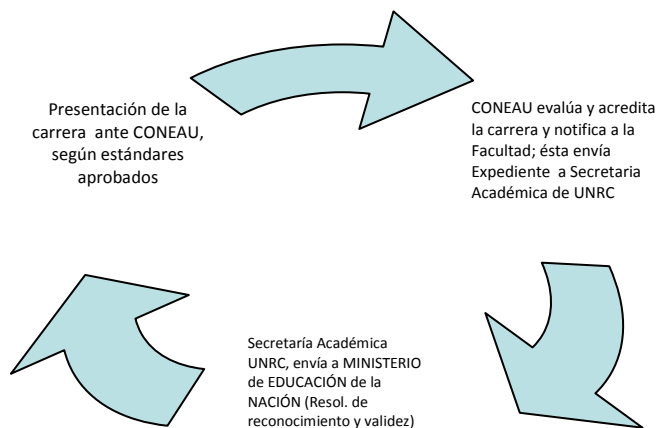 Presentación de la
carrera ante CONEAU,
según estándares
aprobados
CONEAU evalúa y acredita
la carrera y notifica a la
Facultad; ésta envía
Expediente a Secretaria
Académica de UNRC
Secretaría Académica
UNRC, envía a MINISTERIO
de EDUCACIÓN de la
NACIÓN (Resol. de
reconocimiento y validez)